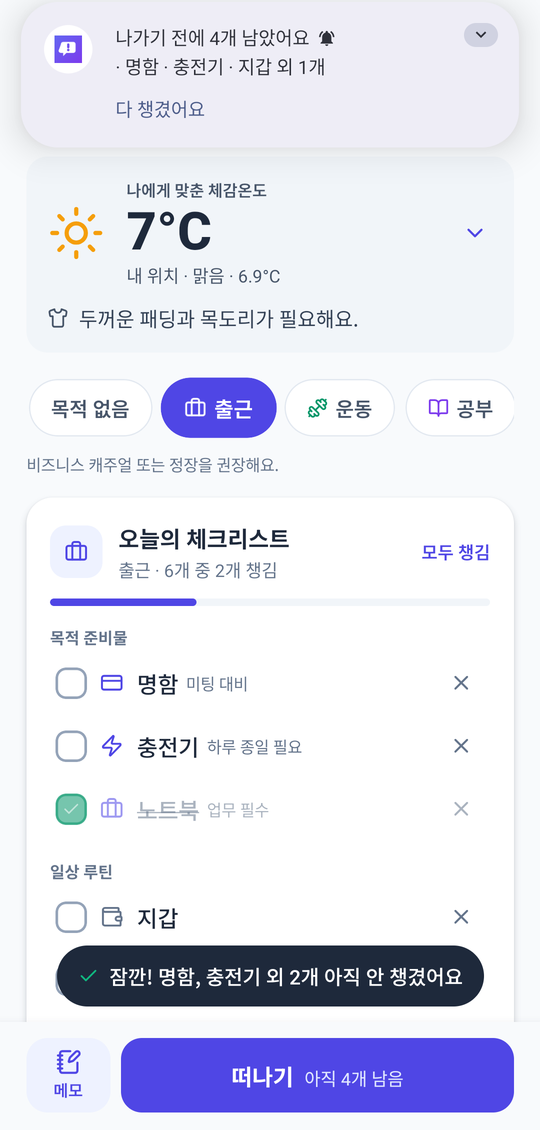 나가기 전에 4개 남았어요
· 명함 · 충전기 · 지갑 외 1개
다 챙겼어요
나에게 맞춘 체감온도
7°C
내 위치 · 맑음 · 6.9°C
두꺼운 패딩과 목도리가 필요해요.
목적 없음 출근 운동 공부
비즈니스 캐주얼 또는 정장을 권장해요.
오늘의 체크리스트
출근 · 6개 중 2개 챙김
모두 챙김
목적 준비물
명함 미팅 대비
충전기 하루 종일 필요
노트북 업무 필수
일상 루틴
지갑
잠깐! 명함, 충전기 외 2개 아직 안 챙겼어요
메모
떠나기 아직 4개 남음